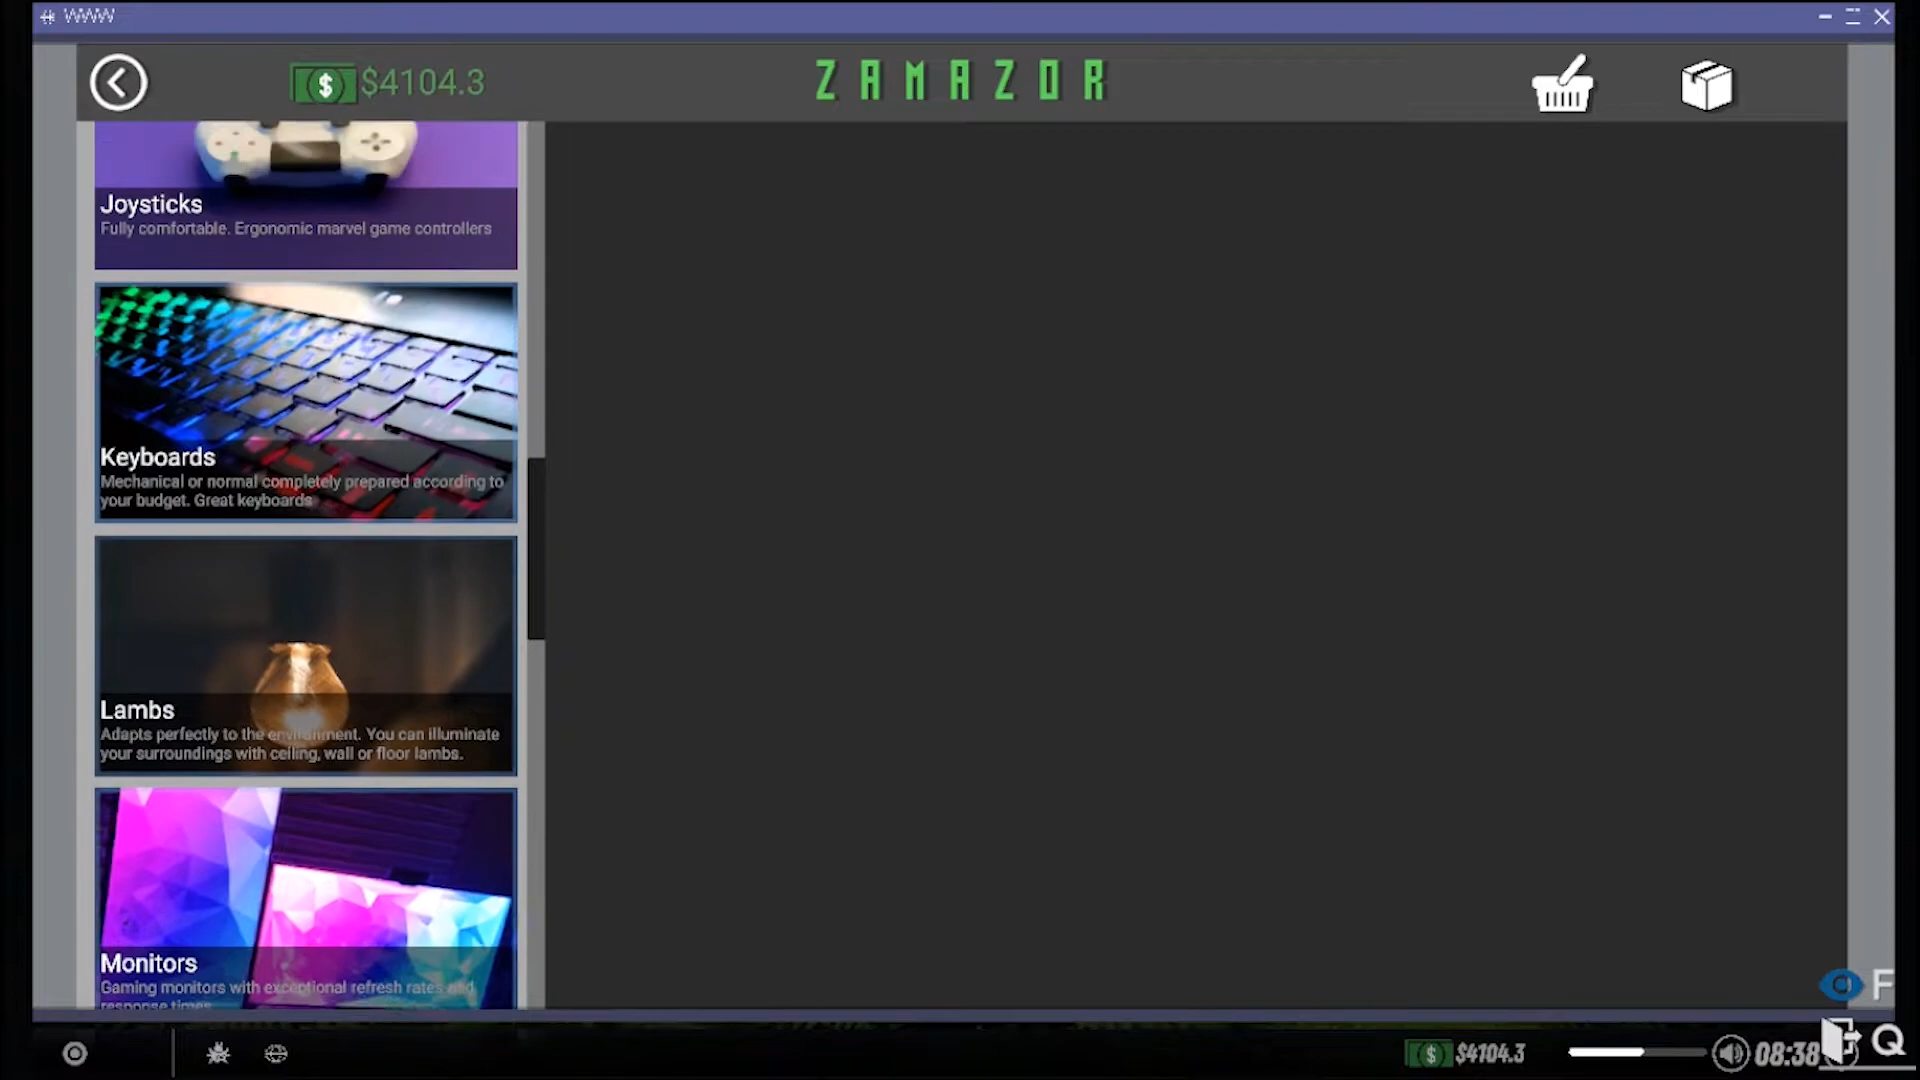 WWW
$4104.3
ZAMAZOR
Joysticks
Fully comfortable. Ergonomic marvel game controllers
Keyboards
Mechanical or normal completely prepared according to
your budget. Great keyboards
Lambs
Adapts perfectly to the environment. You can illuminate
your surroundings with ceiling, wall or floor lambs.
Monitors
Gaming monitors with exceptional refresh rates and
response times
F
$4104.3
08:38
Q